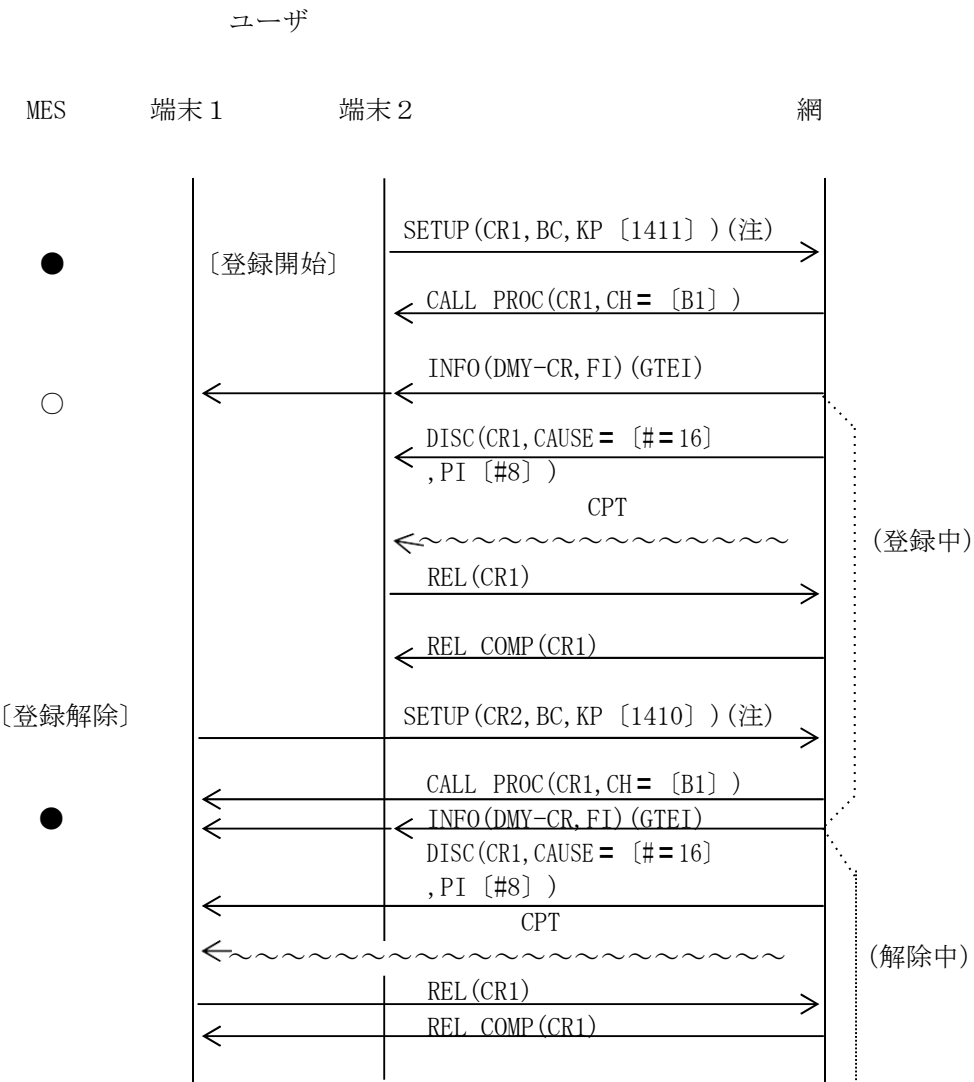 ユーザ
MES 端末1 端末2 網
SETUP(CR1,BC,KP〔1411〕)(注)
● 〔登録開始〕
CALL PROC(CR1,CH=〔B1〕)
INFO(DMY-CR,FI)(GTEI)
○
DISC(CR1,CAUSE=〔#=16〕
,PI〔#8〕)
CPT
(登録中)
REL(CR1)
REL COMP(CR1)
〔登録解除〕 SETUP(CR2,BC,KP〔1410〕)(注)
CALL PROC(CR1,CH=〔B1〕)
● INFO(DMY-CR,FI)(GTEI)
DISC(CR1,CAUSE=〔#=16〕
,PI〔#8〕)
CPT
(解除中)
REL(CR1)
REL COMP(CR1)